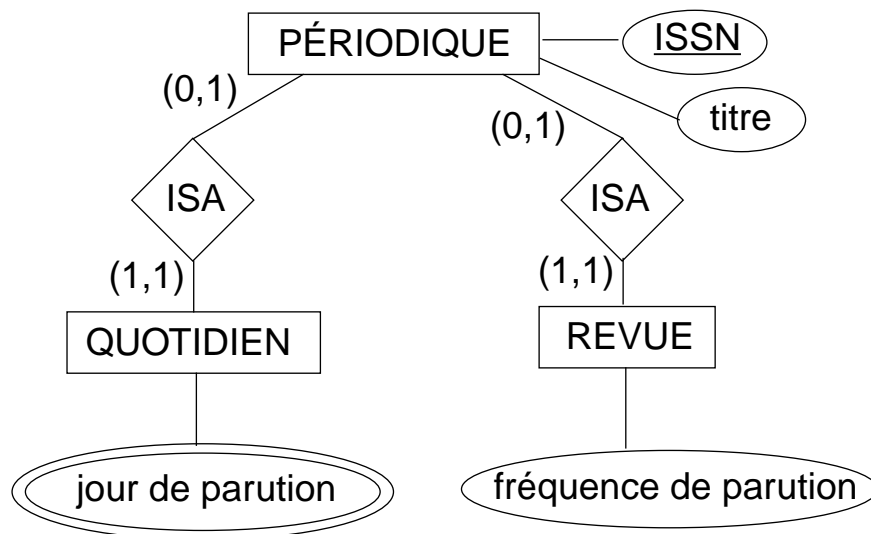 PÉRIODIQUE
ISSN
titre
(0,1)
(0,1)
ISA
ISA
(1,1)
(1,1)
QUOTIDIEN
REVUE
jour de parution
fréquence de parution